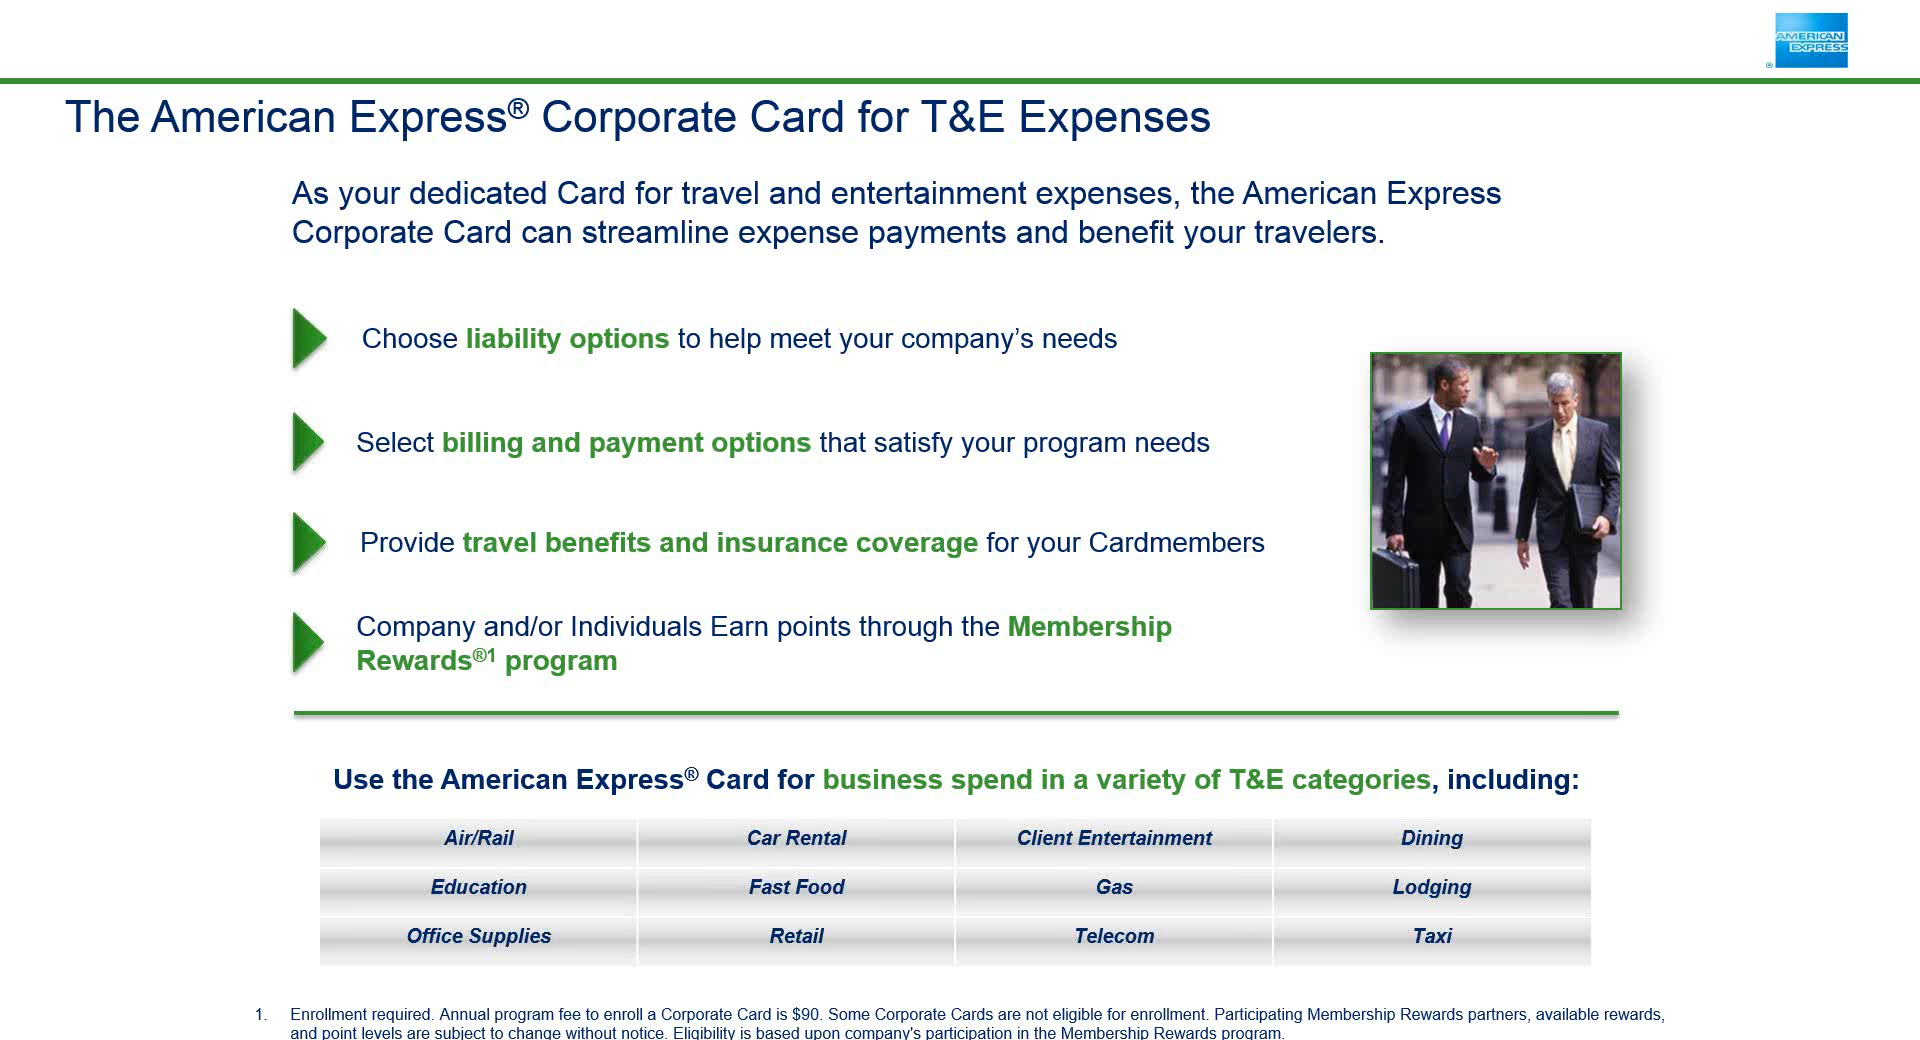 AMERICAN
EXPRESS
®
The American Express® Corporate Card for T&E Expenses
As your dedicated Card for travel and entertainment expenses, the American Express
Corporate Card can streamline expense payments and benefit your travelers.
Choose liability options to help meet your company’s needs
Select billing and payment options that satisfy your program needs
Provide travel benefits and insurance coverage for your Cardmembers
Company and/or Individuals Earn points through the Membership
Rewards®1 program
Use the American Express® Card for business spend in a variety of T&E categories, including:
Air/Rail Car Rental Client Entertainment Dining
Education Fast Food Gas Lodging
Office Supplies Retail Telecom Taxi
1. Enrollment required. Annual program fee to enroll a Corporate Card is $90. Some Corporate Cards are not eligible for enrollment. Participating Membership Rewards partners, available rewards,
and point levels are subject to change without notice. Eligibility is based upon company's participation in the Membership Rewards program.